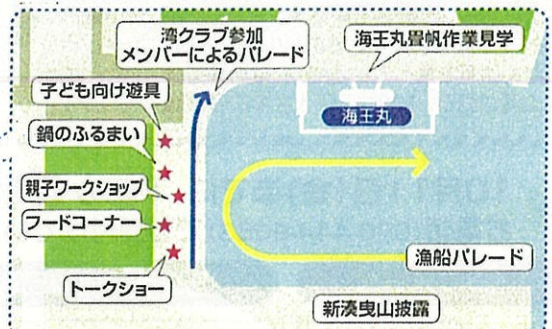 湾クラブ参加
メンバーによるパレード
海王丸畳帆作業見学
子ども向け遊具
鍋のふるまい
親子ワークショップ
フードコーナー
トークショー
海王丸
漁船パレード
新湊曳山披露